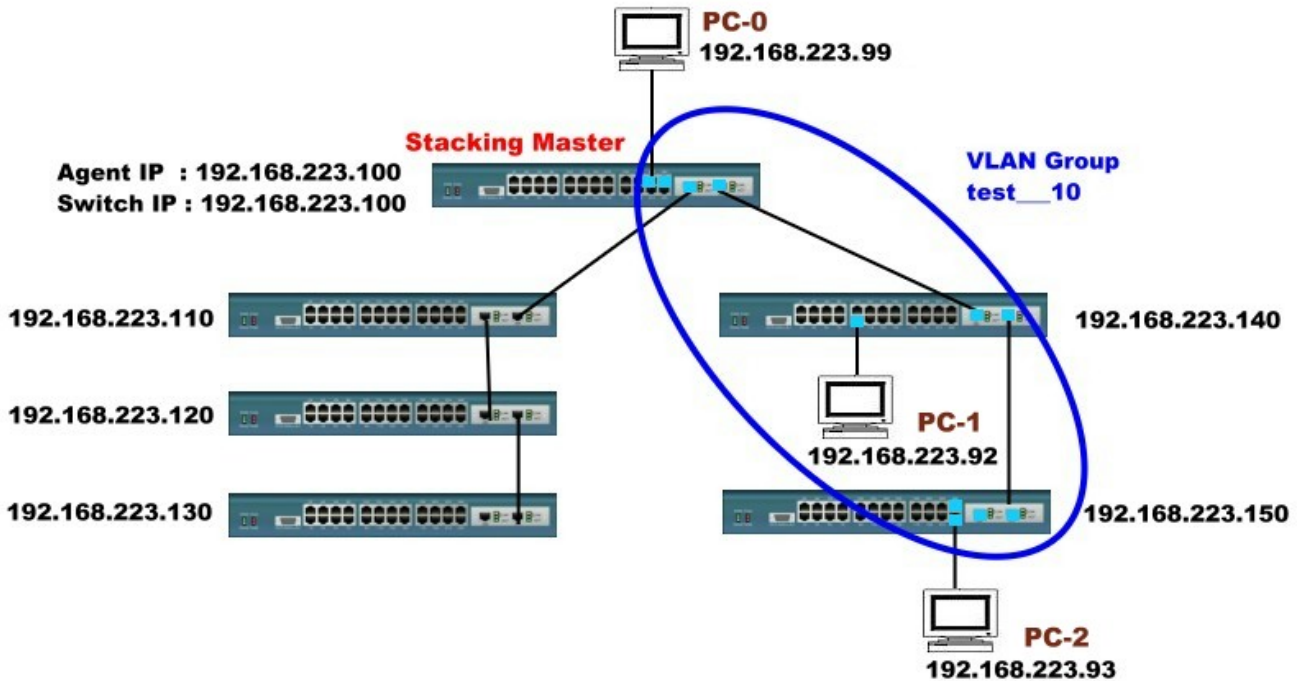 PC-0
192.168.223.99
Stacking Master
Agent IP : 192.168.223.100
Switch IP : 192.168.223.100
VLAN Group
test___10
192.168.223.110
192.168.223.140
192.168.223.120
PC-1
192.168.223.92
192.168.223.130
192.168.223.150
PC-2
192.168.223.93